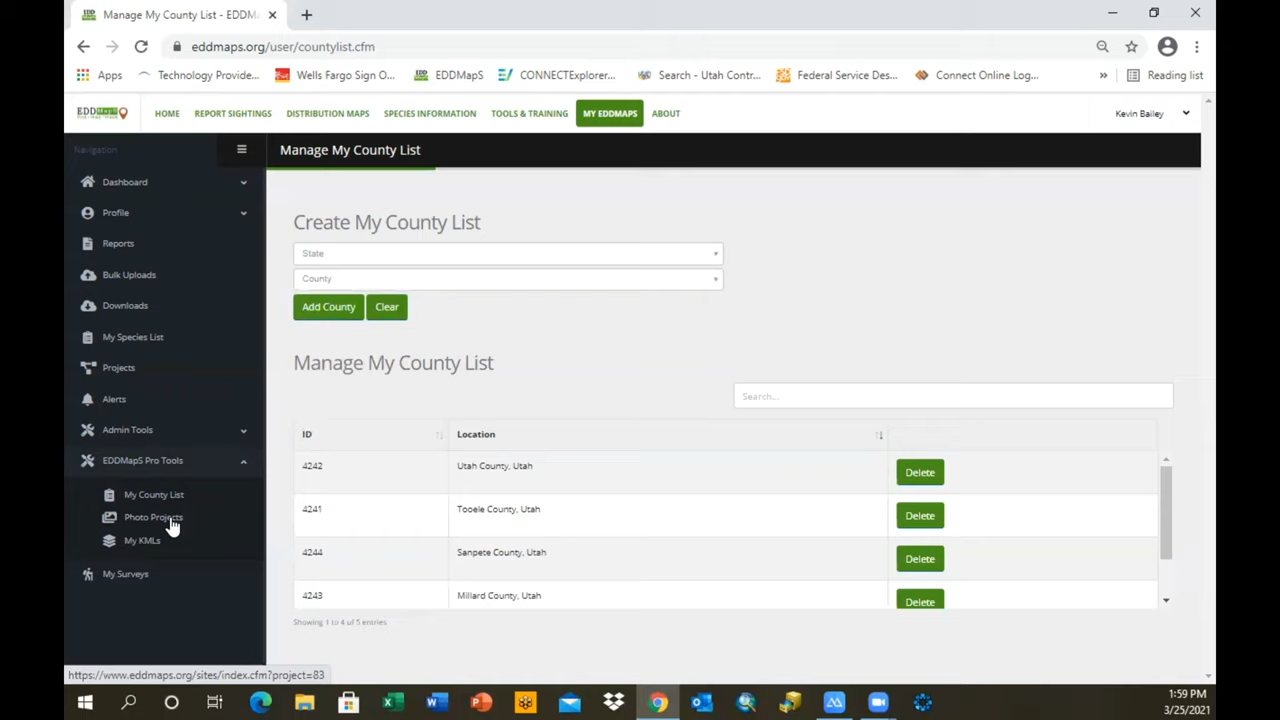 Manage My County List - EDDMa
eddmaps.org/user/countylist.cfm
Apps
Technology Provide...
Wells Fargo Sign O...
EDDMapS
CONNECTExplorer...
Search - Utah Contr...
Federal Service Des...
Connect Online Log...
»
Reading list
HOME
REPORT SIGHTINGS
DISTRIBUTION MAPS
SPECIES INFORMATION
TOOLS & TRAINING
MY EDDMAPS
ABOUT
Kevin Bailey
Navigation
Manage My County List
Dashboard
Profile
Reports
Bulk Uploads
Downloads
My Species List
Projects
Alerts
Admin Tools
EDDMapS Pro Tools
My County List
Photo Projects
My KMLs
My Surveys
Create My County List
State
County
Add County
Clear
Manage My County List
Search...
ID
Location
4242
Utah County, Utah
Delete
4241
Tooele County, Utah
Delete
4244
Sanpete County, Utah
Delete
4243
Millard County, Utah
Delete
Showing 1 to 4 of 5 entries
https://www.eddmaps.org/sites/index.cfm?project=83
1:59 PM
3/25/2021